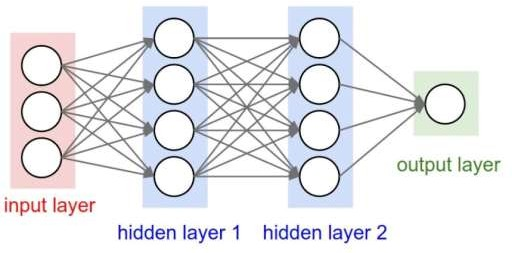 input layer
hidden layer 1
hidden layer 2
output layer